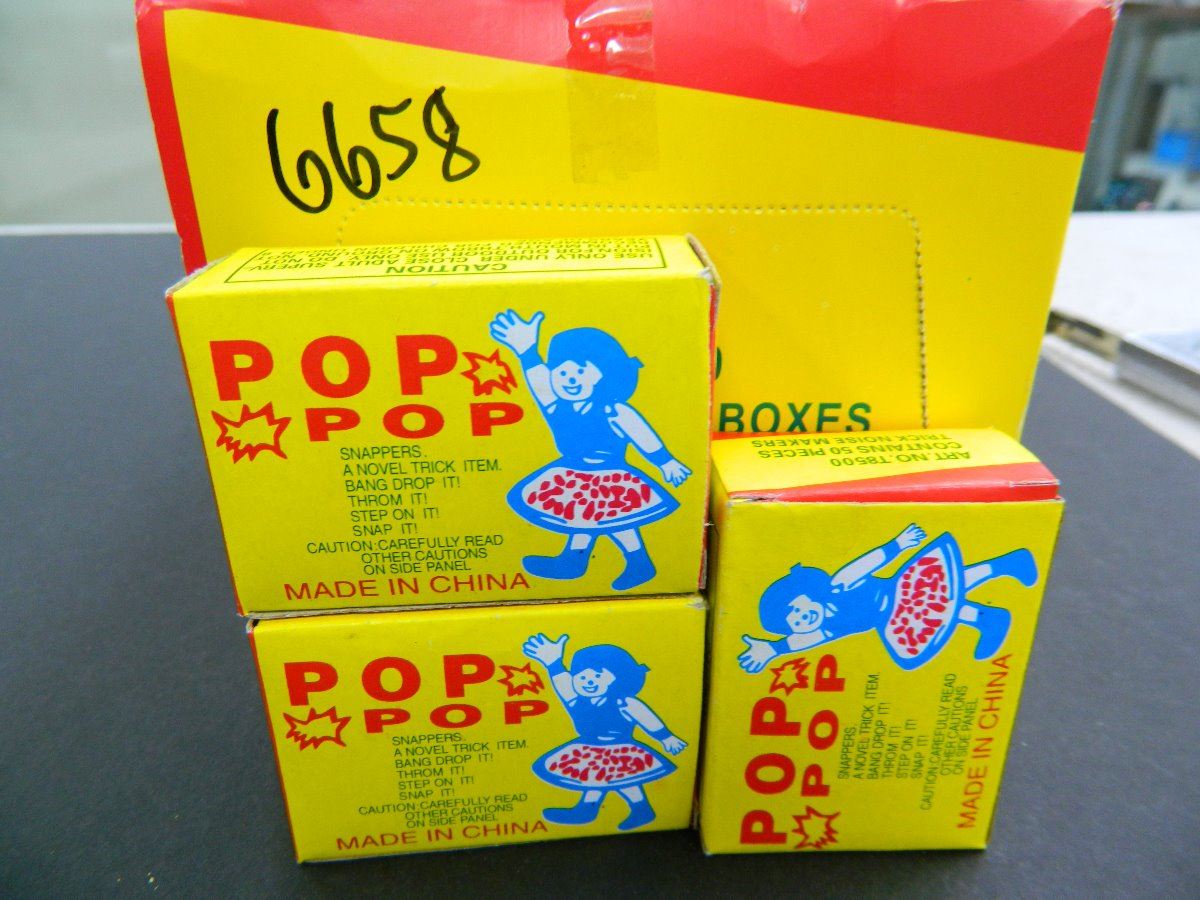 6658
BOXES
CAUTION
USE ONLY UNDER CLOSE ADULT SUPERV-
POP
POP
SNAPPERS.
A NOVEL TRICK ITEM.
BANG DROP IT!
THROM IT!
STEP ON IT!
SNAP IT!
CAUTION:CAREFULLY READ
OTHER CAUTIONS
ON SIDE PANEL
MADE IN CHINA
POP
POP
SNAPPERS.
A NOVEL TRICK ITEM.
BANG DROP IT!
THROM IT!
STEP ON IT!
SNAP IT!
CAUTION:CAREFULLY READ
OTHER CAUTIONS
ON SIDE PANEL
MADE IN CHINA
ART.NO.T8500
CONTAINS 50 PIECES
TRICK NOISE MAKERS
POP
POP
SNAPPERS.
A NOVEL TRICK ITEM.
BANG DROP IT!
THROM IT!
STEP ON IT!
SNAP IT!
CAUTION:CAREFULLY READ
OTHER CAUTIONS
ON SIDE PANEL
MADE IN CHINA